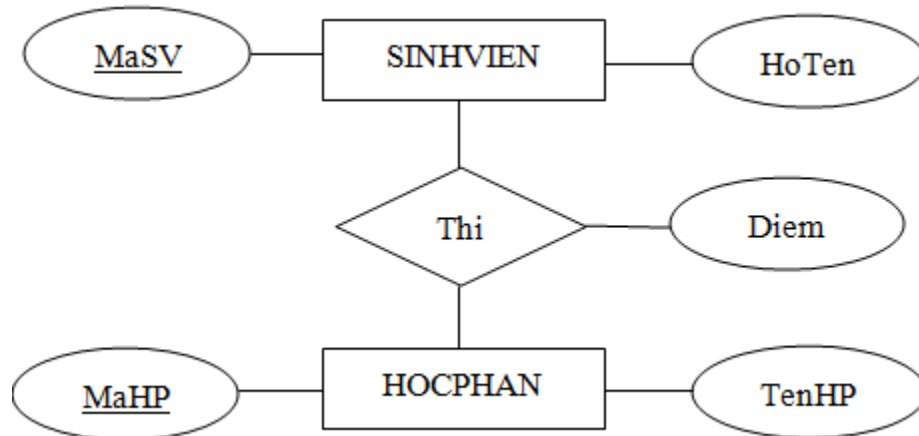 MaSV
SINHVIEN
HoTen
Thi
Diem
MaHP
HOCPHAN
TenHP